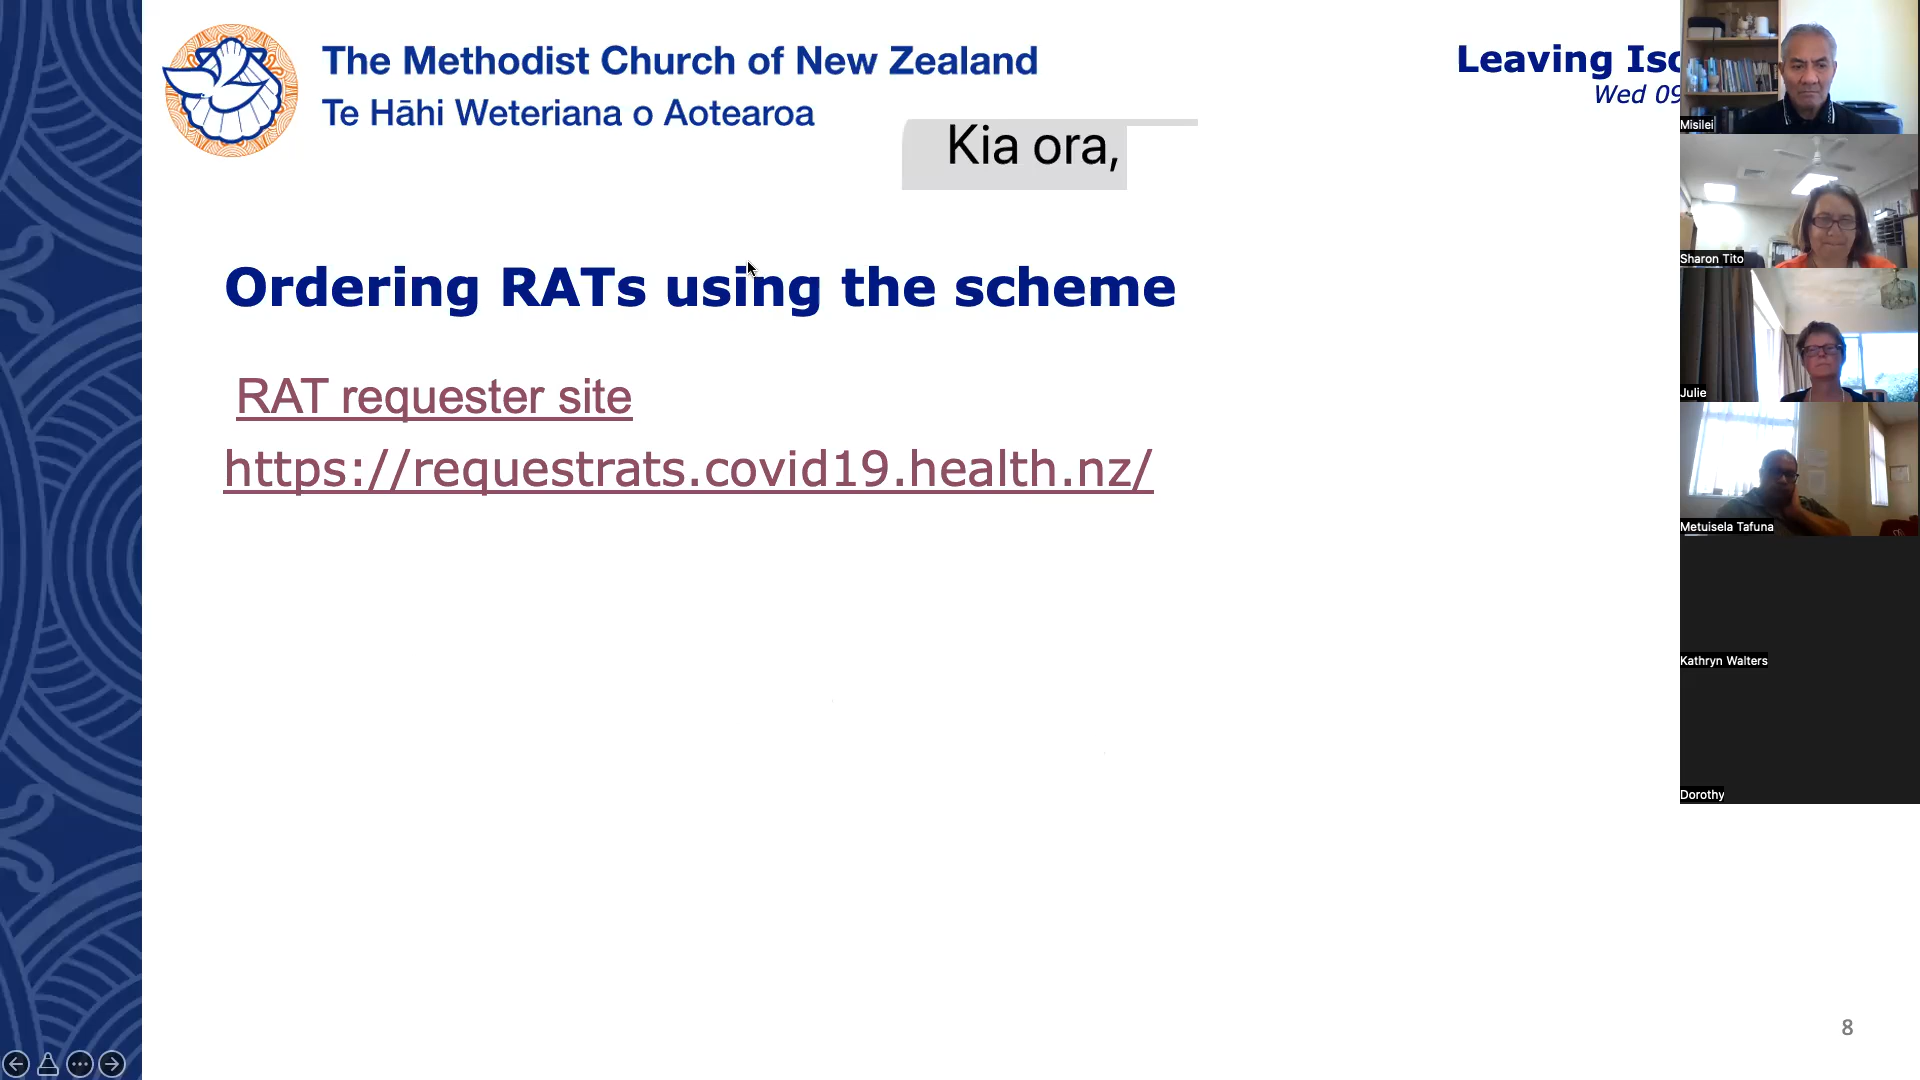 The Methodist Church of New Zealand
Te Hāhi Weteriana o Aotearoa
Leaving
Wed 09
Kia ora,
Ordering RATs using the scheme
RAT requester site
https://requestrats.covid19.health.nz/
Misilei
Sharon Tito
Julie
Metuisela Tafuna
Kathryn Walters
Dorothy
8